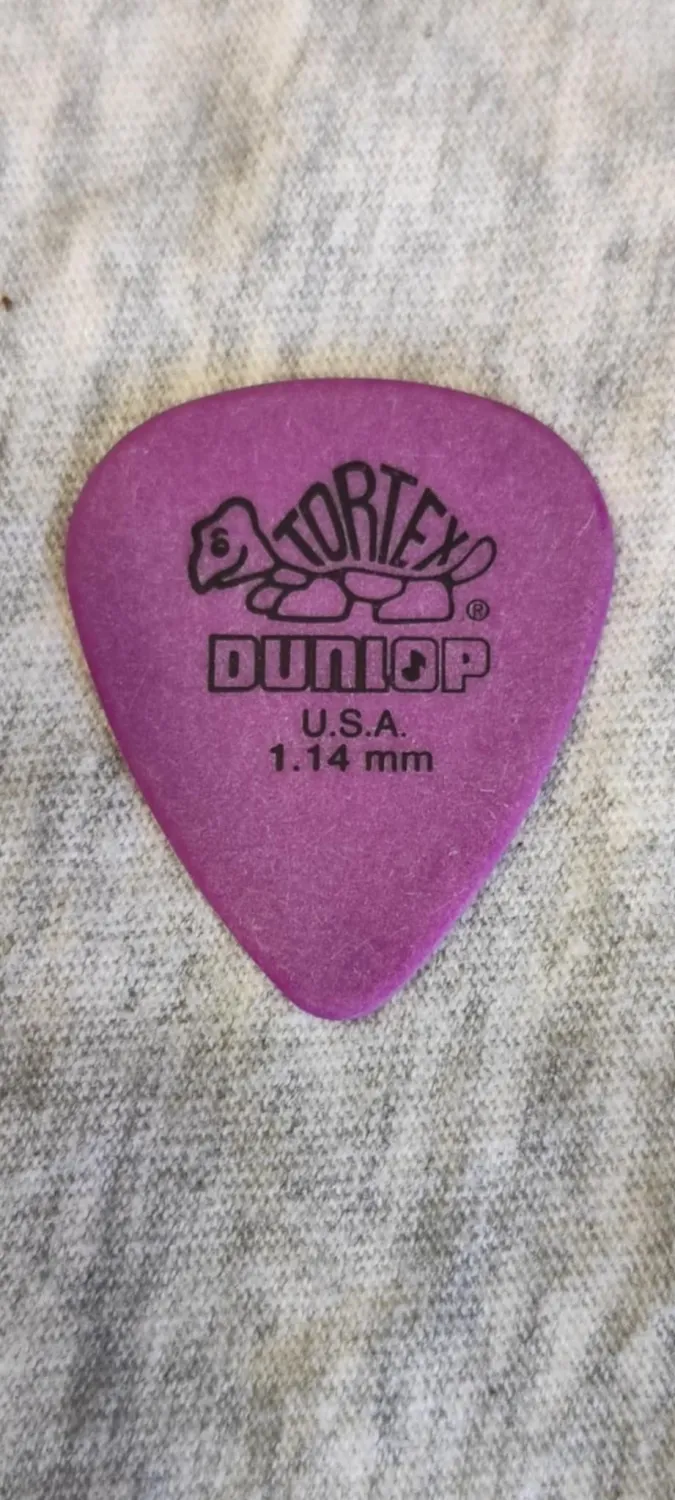 TORTEX
®
DUNLOP
U.S.A.
1.14 mm